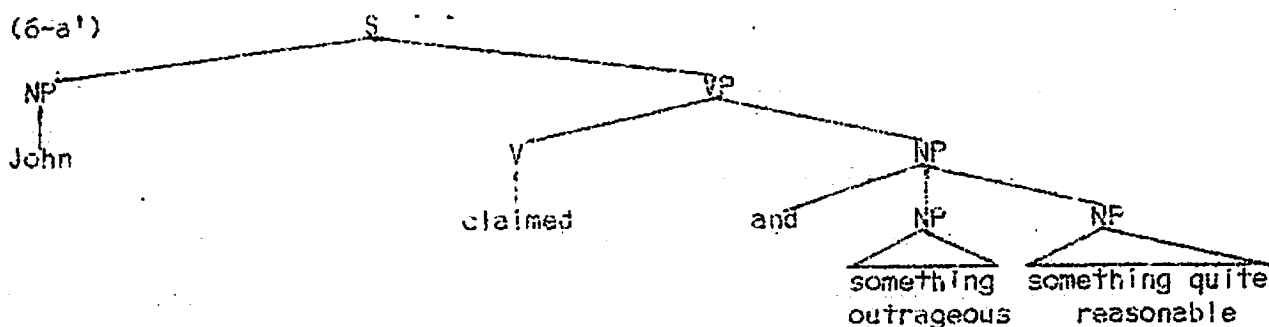 (6-a')
S
NP VP
John V NP
claimed and NP NP
something something quite
outrageous reasonable